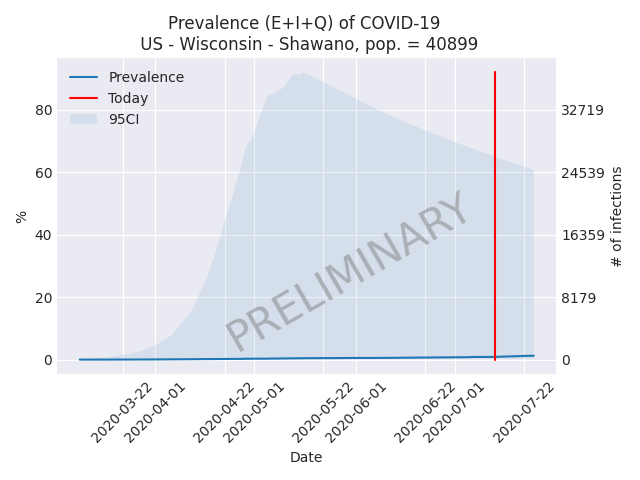 Prevalence (E+I+Q) of COVID-19
US - Wisconsin - Shawano, pop. = 40899
Prevalence
Today
95CI
80
60
40
20
0
%
32719
24539
16359
8179
0
# of infections
PRELIMINARY
2020-03-22
2020-04-01
2020-04-22
2020-05-01
2020-05-22
2020-06-01
2020-06-22
2020-07-01
2020-07-22
Date